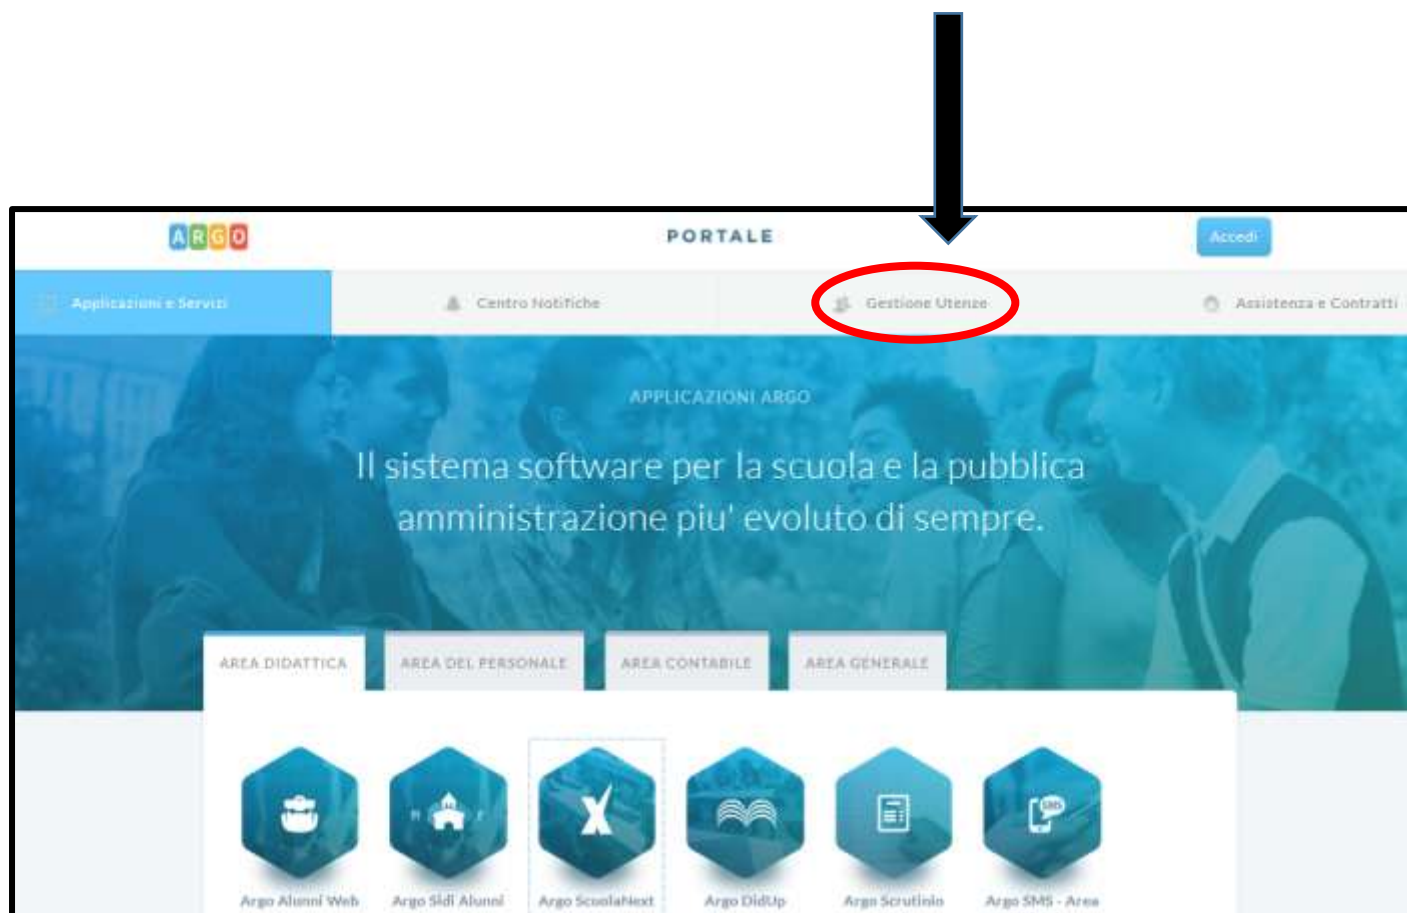 ARGO
PORTALE
Accedi
Applicazioni e Servizi
Centro Notifiche
Gestione Utenze
Assistenza e Contratti
APPLICAZIONI ARGO
Il sistema software per la scuola e la pubblica
amministrazione piu' evoluto di sempre.
AREA DIDATTICA
AREA DEL PERSONALE
AREA CONTABILE
AREA GENERALE
SMS
Argo Alunni Web
Argo Sidi Alunni
Argo ScuolaNext
Argo DidUp
Argo Scrutinio
Argo SMS - Area